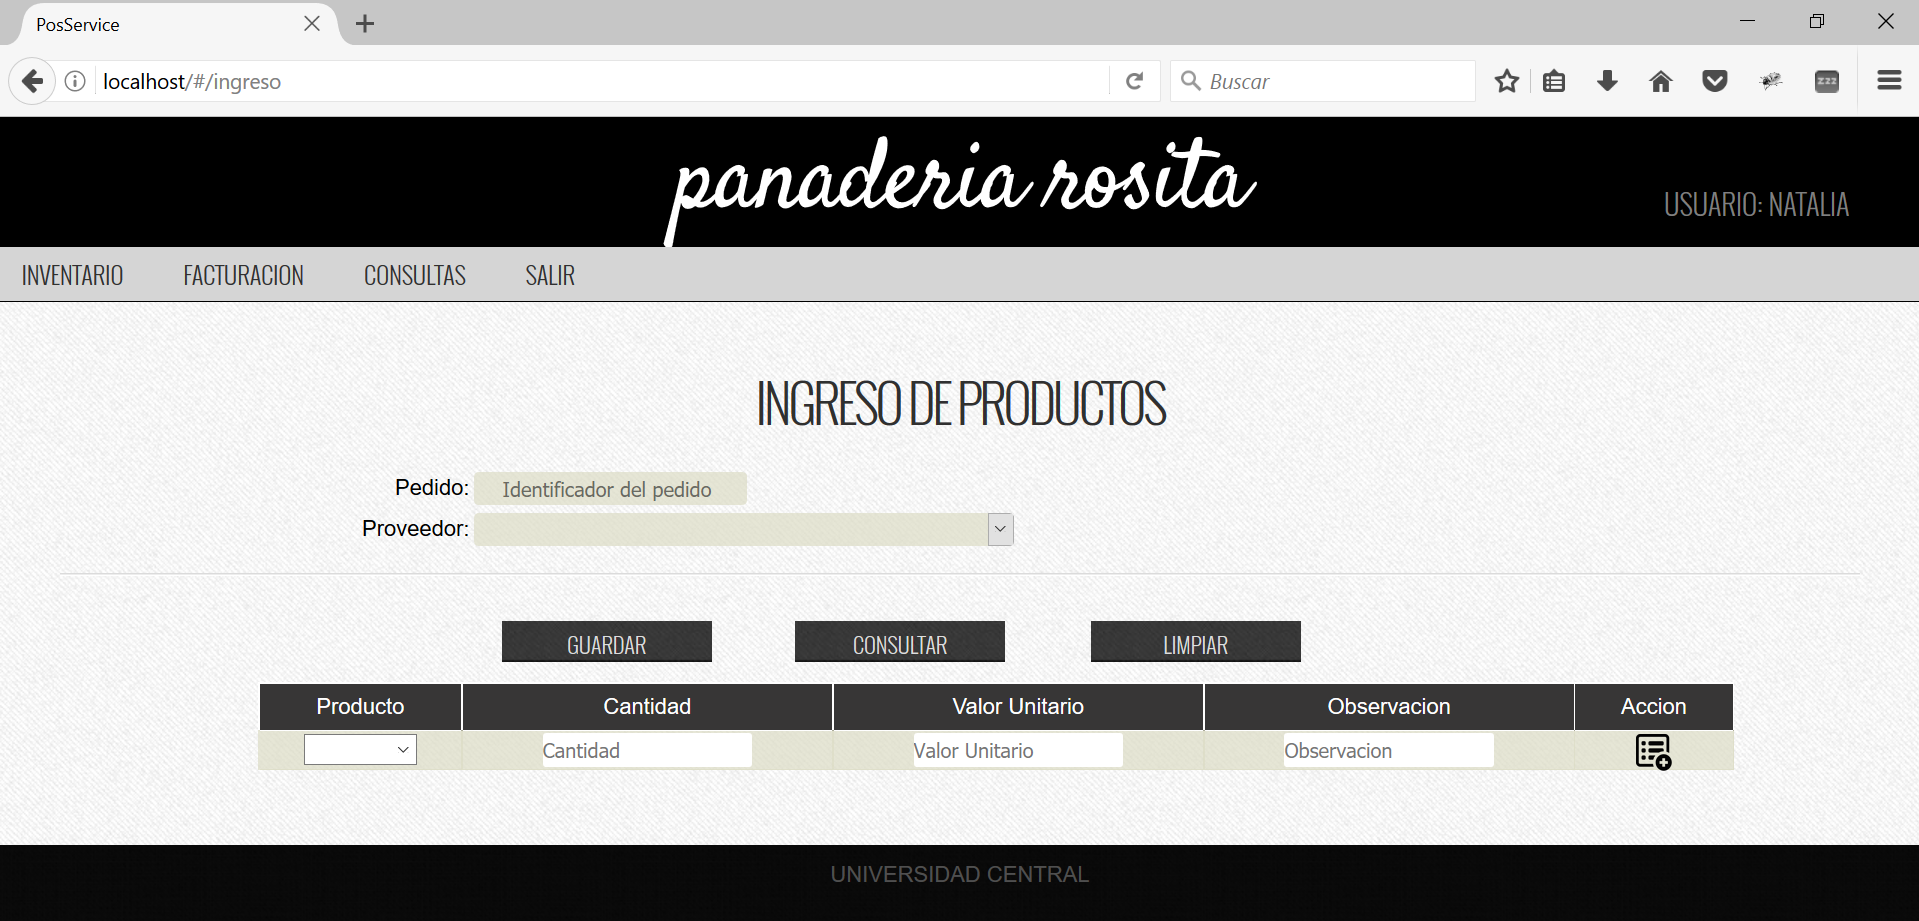 PosService
localhost/#/ingreso
Buscar
zzz
panaderia rosita
USUARIO: NATALIA
INVENTARIO FACTURACION CONSULTAS SALIR
INGRESO DE PRODUCTOS
Pedido: Identificador del pedido
Proveedor:
GUARDAR CONSULTAR LIMPIAR
Producto Cantidad Valor Unitario Observacion Accion
Cantidad Valor Unitario Observacion
UNIVERSIDAD CENTRAL